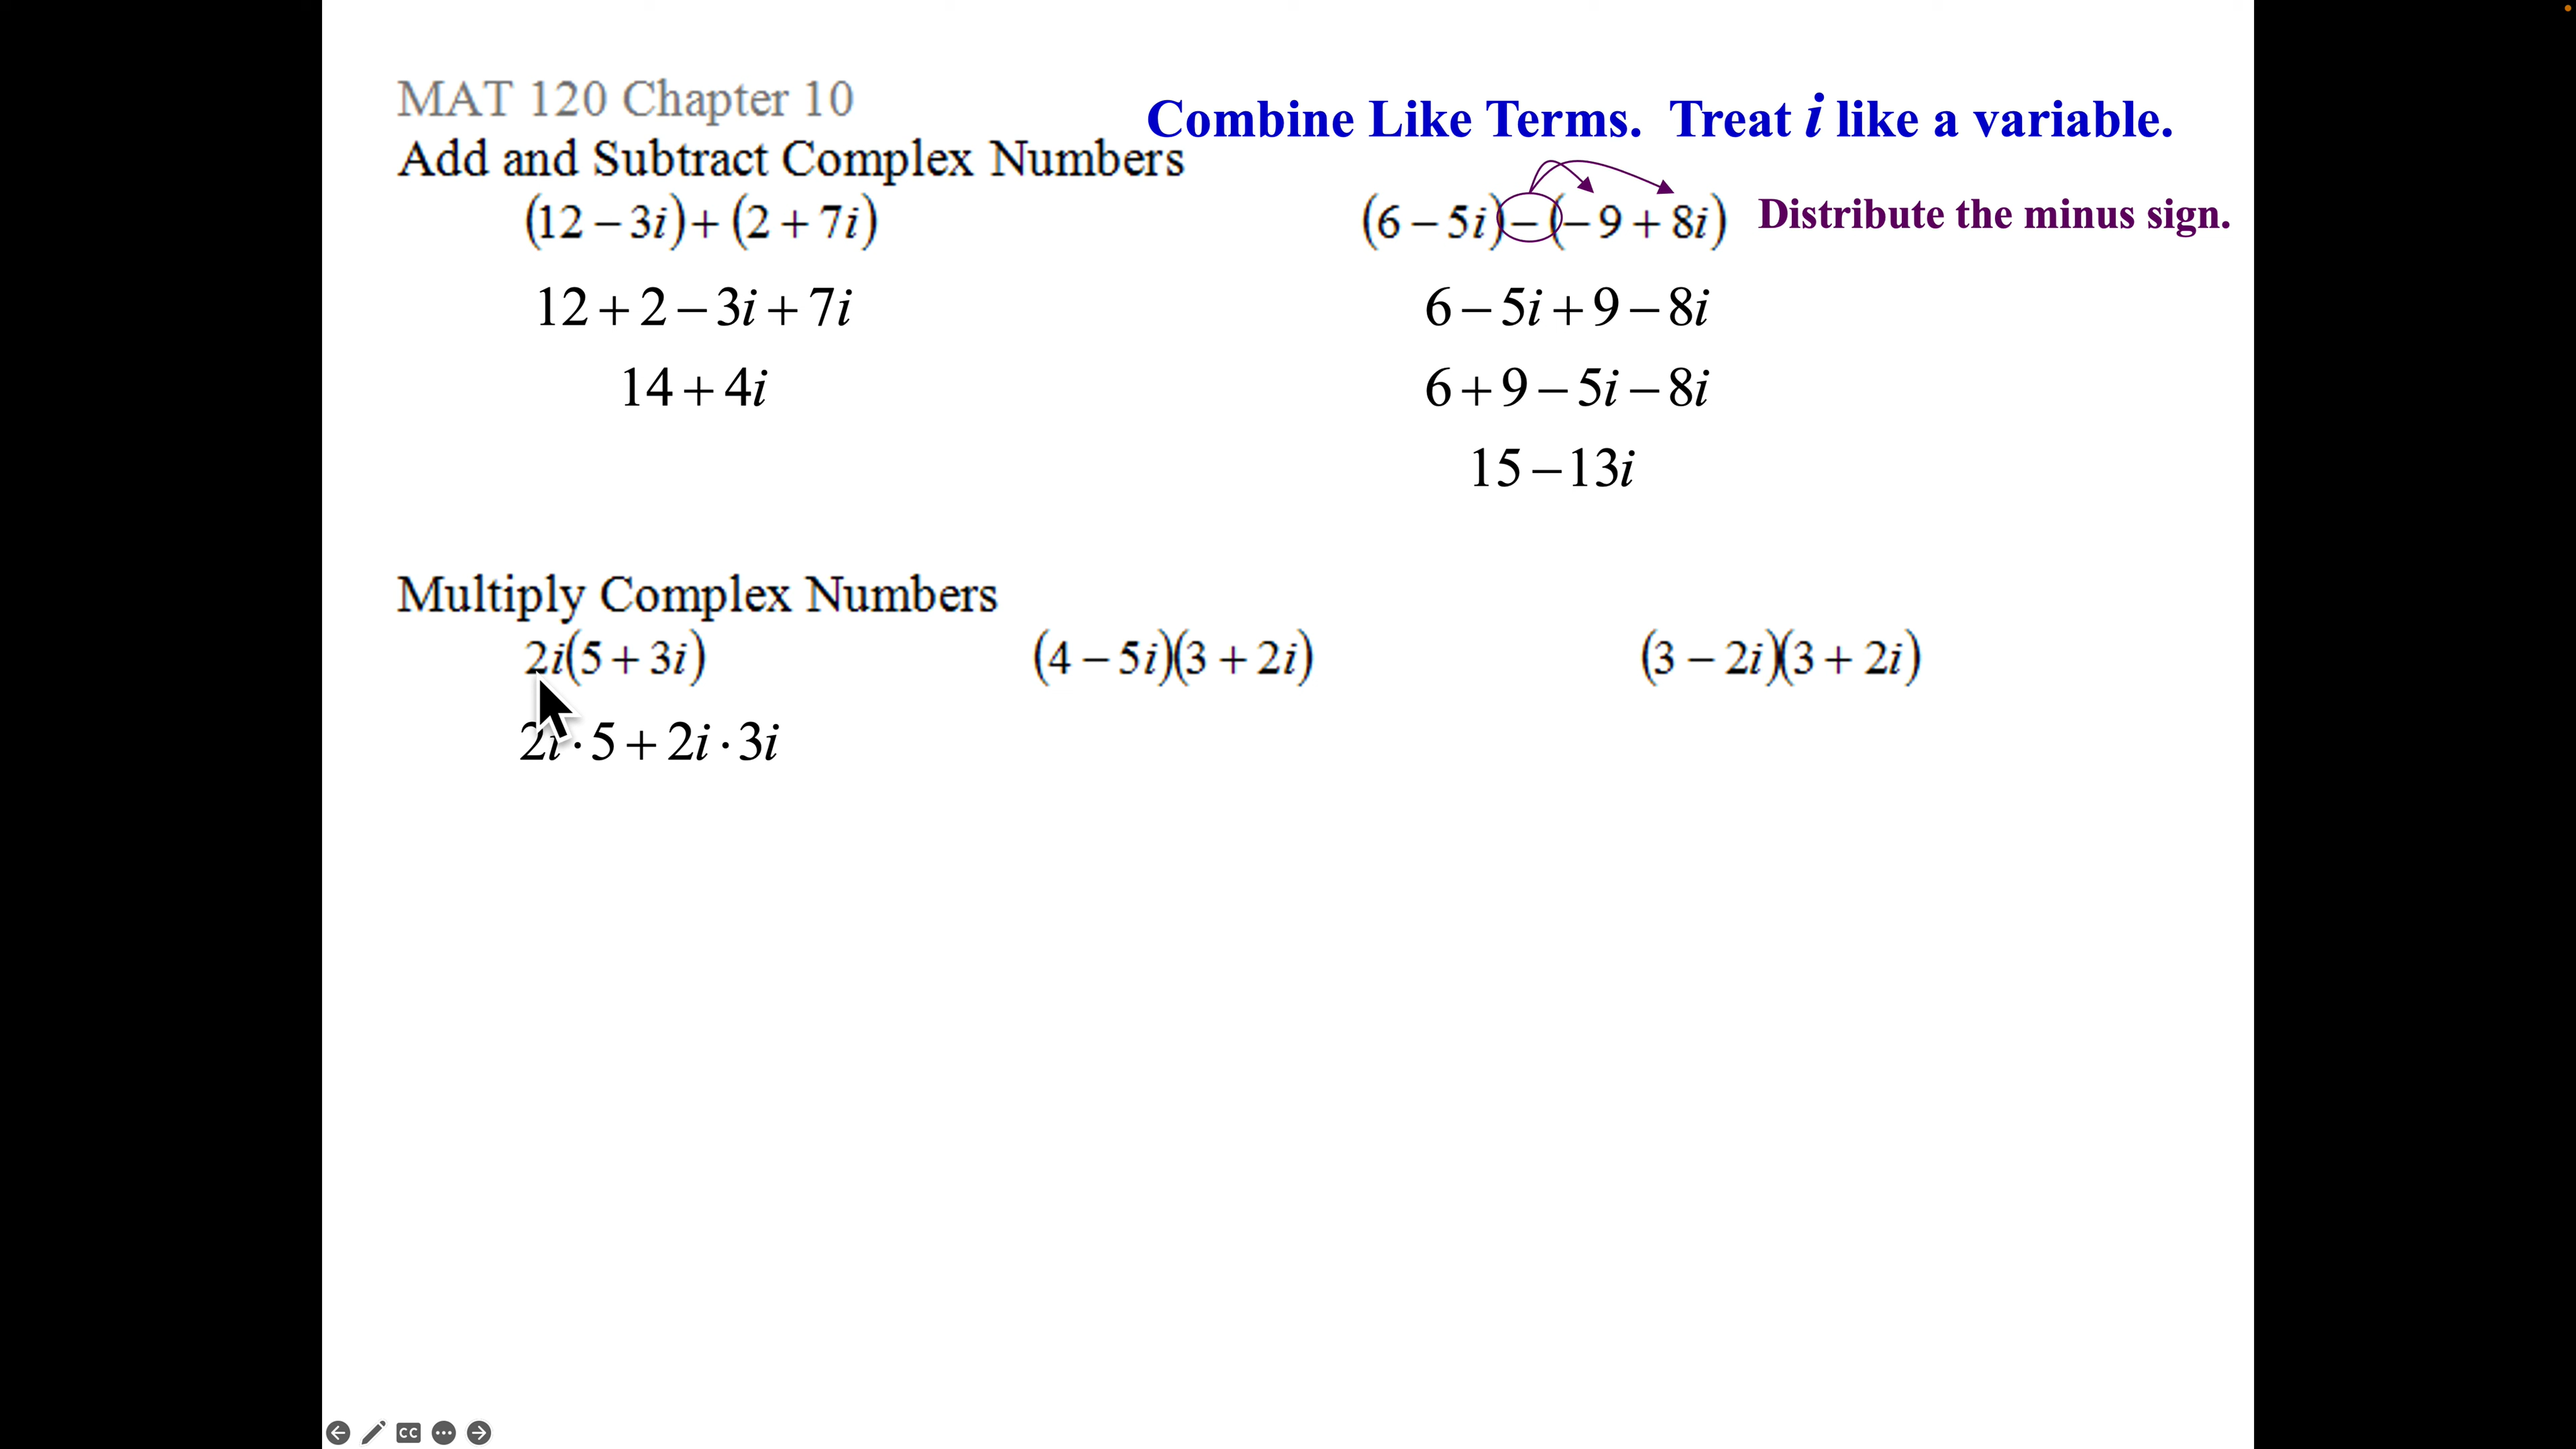 MAT 120 Chapter 10
Combine Like Terms. Treat i like a variable.
Add and Subtract Complex Numbers
(12 – 3i) + (2 + 7i)
12 + 2 – 3i + 7i
14 + 4i
(6 – 5i) – (– 9 + 8i) Distribute the minus sign.
6 – 5i + 9 – 8i
6 + 9 – 5i – 8i
15 – 13i
Multiply Complex Numbers
2i(5 + 3i)
2i · 5 + 2i · 3i
(4 – 5i)(3 + 2i)
(3 – 2i)(3 + 2i)
CC